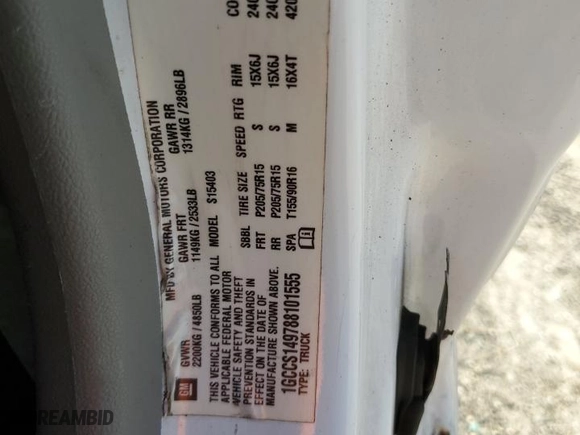 MFD BY GENERAL MOTORS CORPORATION
GVWR GAWR FRT GAWR RR
2200KG / 4850LB 1149KG / 2533LB 1314KG / 2896LB
THIS VEHICLE CONFORMS TO ALL MODEL S15403
APPLICABLE FEDERAL MOTOR
VEHICLE SAFETY AND THEFT
PREVENTION STANDARDS IN
EFFECT ON THE DATE OF
MANUFACTURE SHOWN ABOVE.
1GCCS149788101555
TYPE: TRUCK
GM
SBBL TIRE SIZE SPEED RTG RIM
FRT P205/75R15 S 15X6J
RR P205/75R15 S 15X6J
SPA T155/90R16 M 16X4T